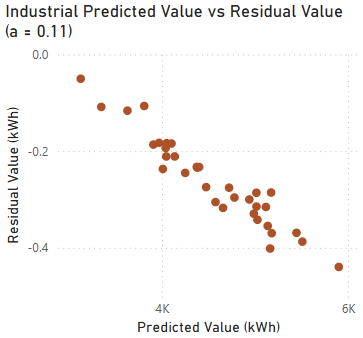 Industrial Predicted Value vs Residual Value
(a = 0.11)
0.0
-0.2
-0.4
Residual Value (kWh)
4K
6K
Predicted Value (kWh)